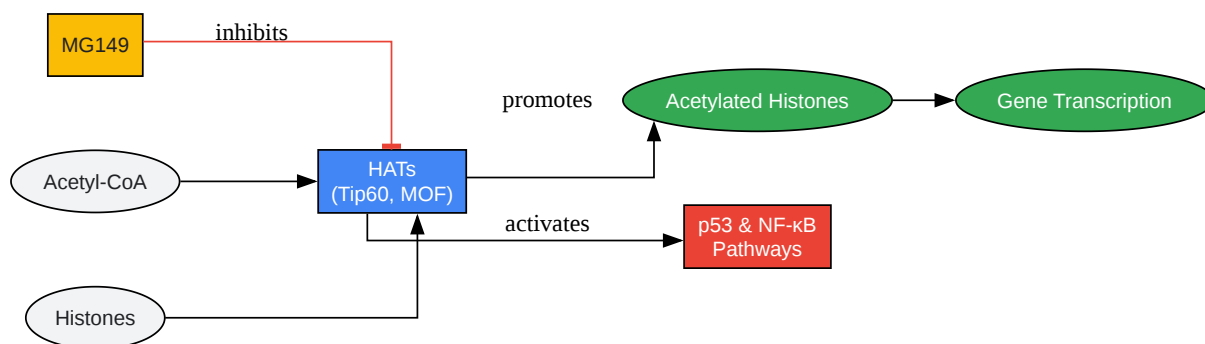 MG149
inhibits
promotes
Acetylated Histones
Gene Transcription
Acetyl-CoA
HATs
(Tip60, MOF)
activates
p53 & NF-κB
Pathways
Histones